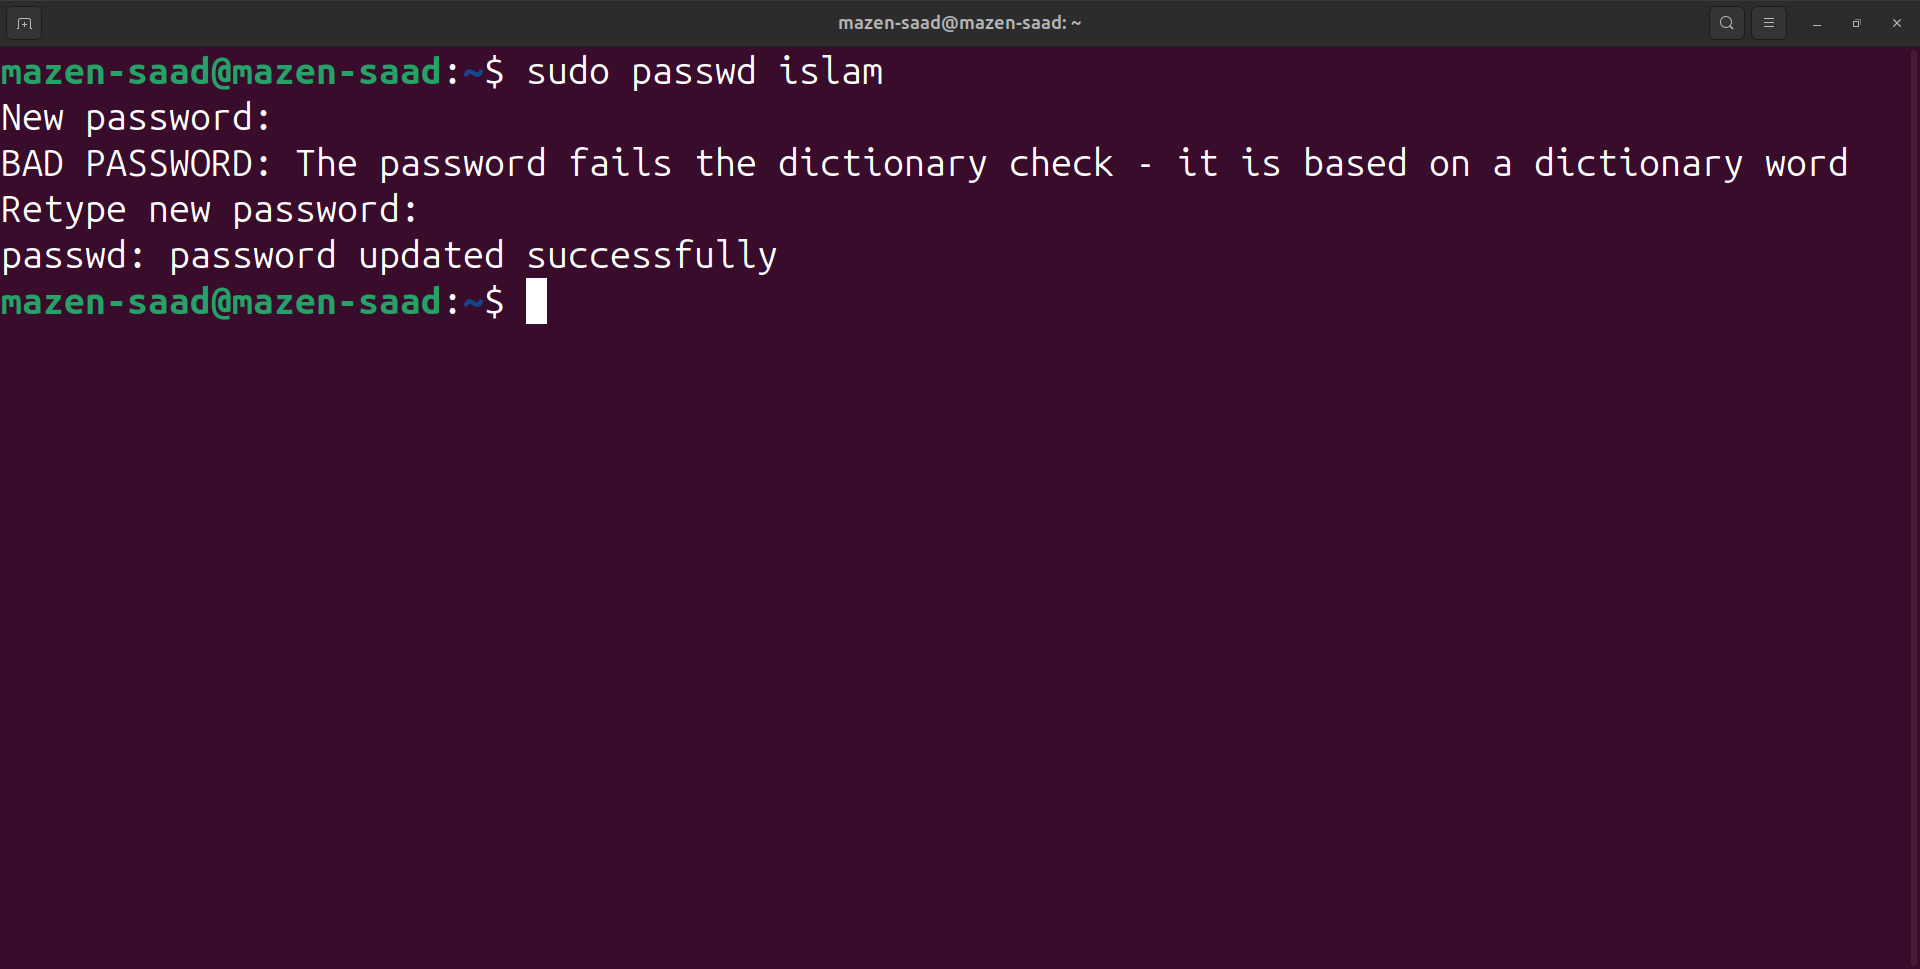 mazen-saad@mazen-saad: ~
mazen-saad@mazen-saad:~$ sudo passwd islam
New password:
BAD PASSWORD: The password fails the dictionary check - it is based on a dictionary word
Retype new password:
passwd: password updated successfully
mazen-saad@mazen-saad:~$